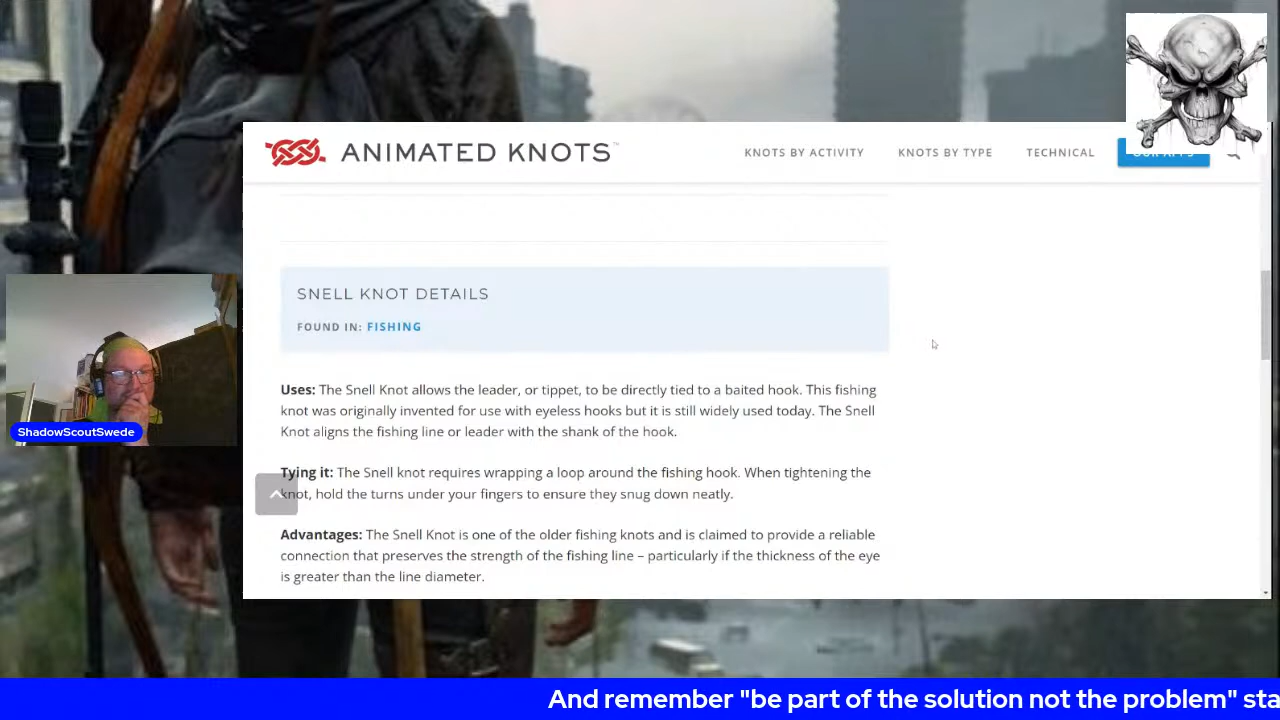 ANIMATED KNOTS™
KNOTS BY ACTIVITY
KNOTS BY TYPE
TECHNICAL
SNELL KNOT DETAILS
FOUND IN: FISHING
Uses: The Snell Knot allows the leader, or tippet, to be directly tied to a baited hook. This fishing
knot was originally invented for use with eyeless hooks but it is still widely used today. The Snell
Knot aligns the fishing line or leader with the shank of the hook.
Tying it: The Snell knot requires wrapping a loop around the fishing hook. When tightening the
knot, hold the turns under your fingers to ensure they snug down neatly.
Advantages: The Snell Knot is one of the older fishing knots and is claimed to provide a reliable
connection that preserves the strength of the fishing line – particularly if the thickness of the eye
is greater than the line diameter.
ShadowScoutSwede
And remember "be part of the solution not the problem" sta